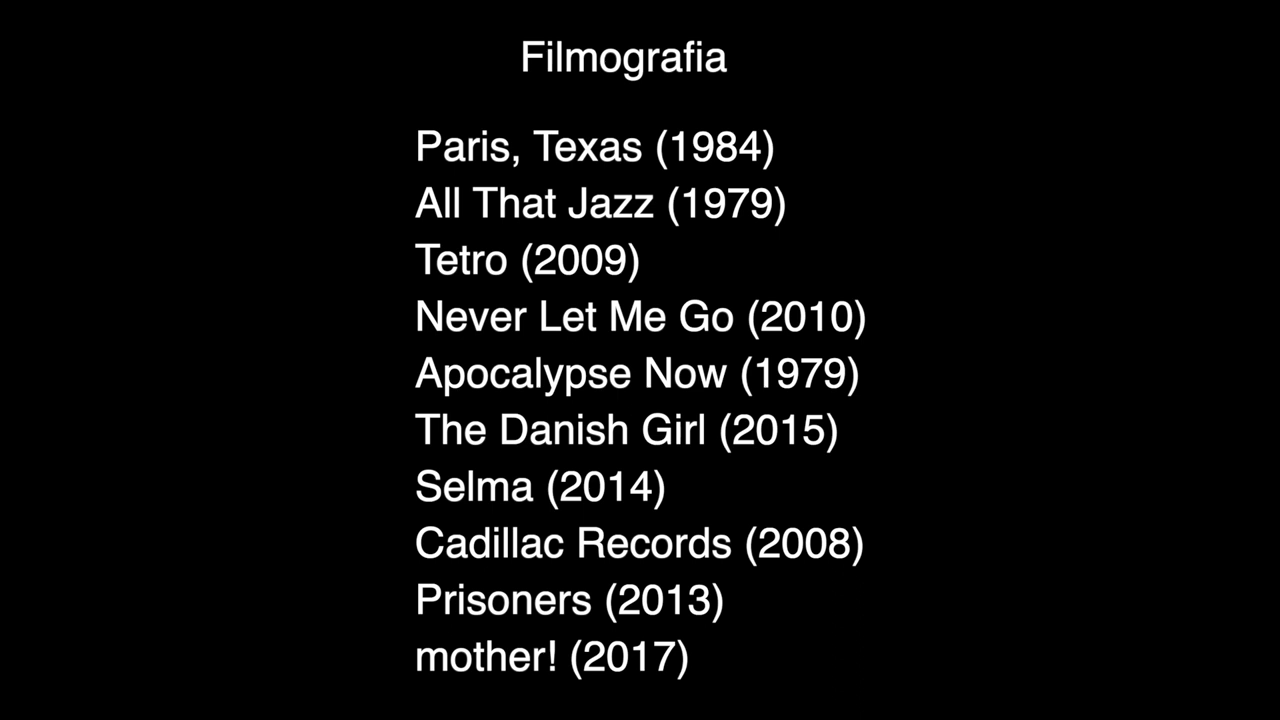 Filmografia
Paris, Texas (1984)
All That Jazz (1979)
Tetro (2009)
Never Let Me Go (2010)
Apocalypse Now (1979)
The Danish Girl (2015)
Selma (2014)
Cadillac Records (2008)
Prisoners (2013)
mother! (2017)